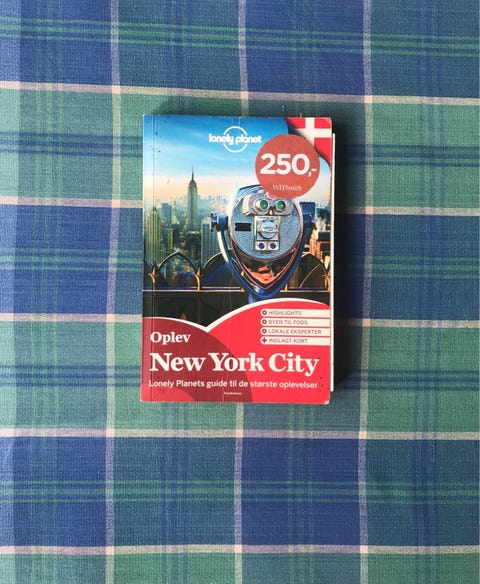 lonely planet
250,-
WHSmith
HIGHLIGHTS
BYEN TIL FODS
LOKALE EKSPERTER
INDLAGT KORT
Oplev
New York City
Lonely Planets guide til de største oplevelser